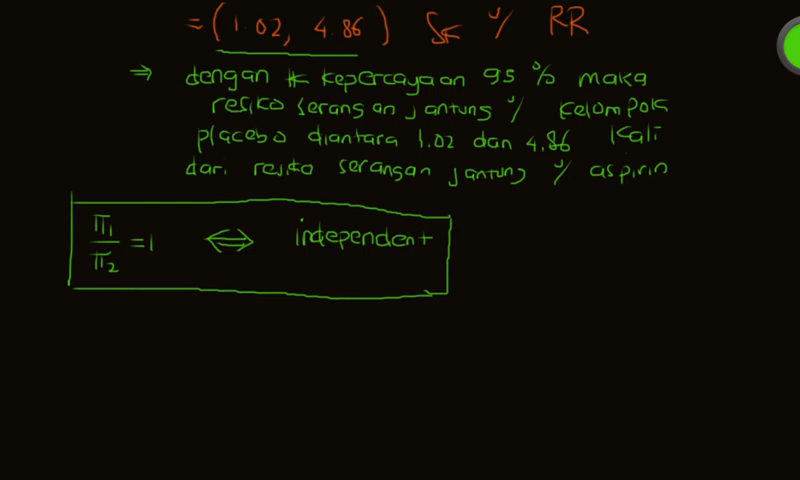 = (1.02, 4.86) SK u/ RR
⇒ dengan tk kepercayaan 95 % maka
resiko serangan jantung u/ kelompok
placebo diantara 1.02 dan 4.86 kali
dari resiko serangan jantung u/ aspirin
π₁/π₂ = 1 ⇔ independent